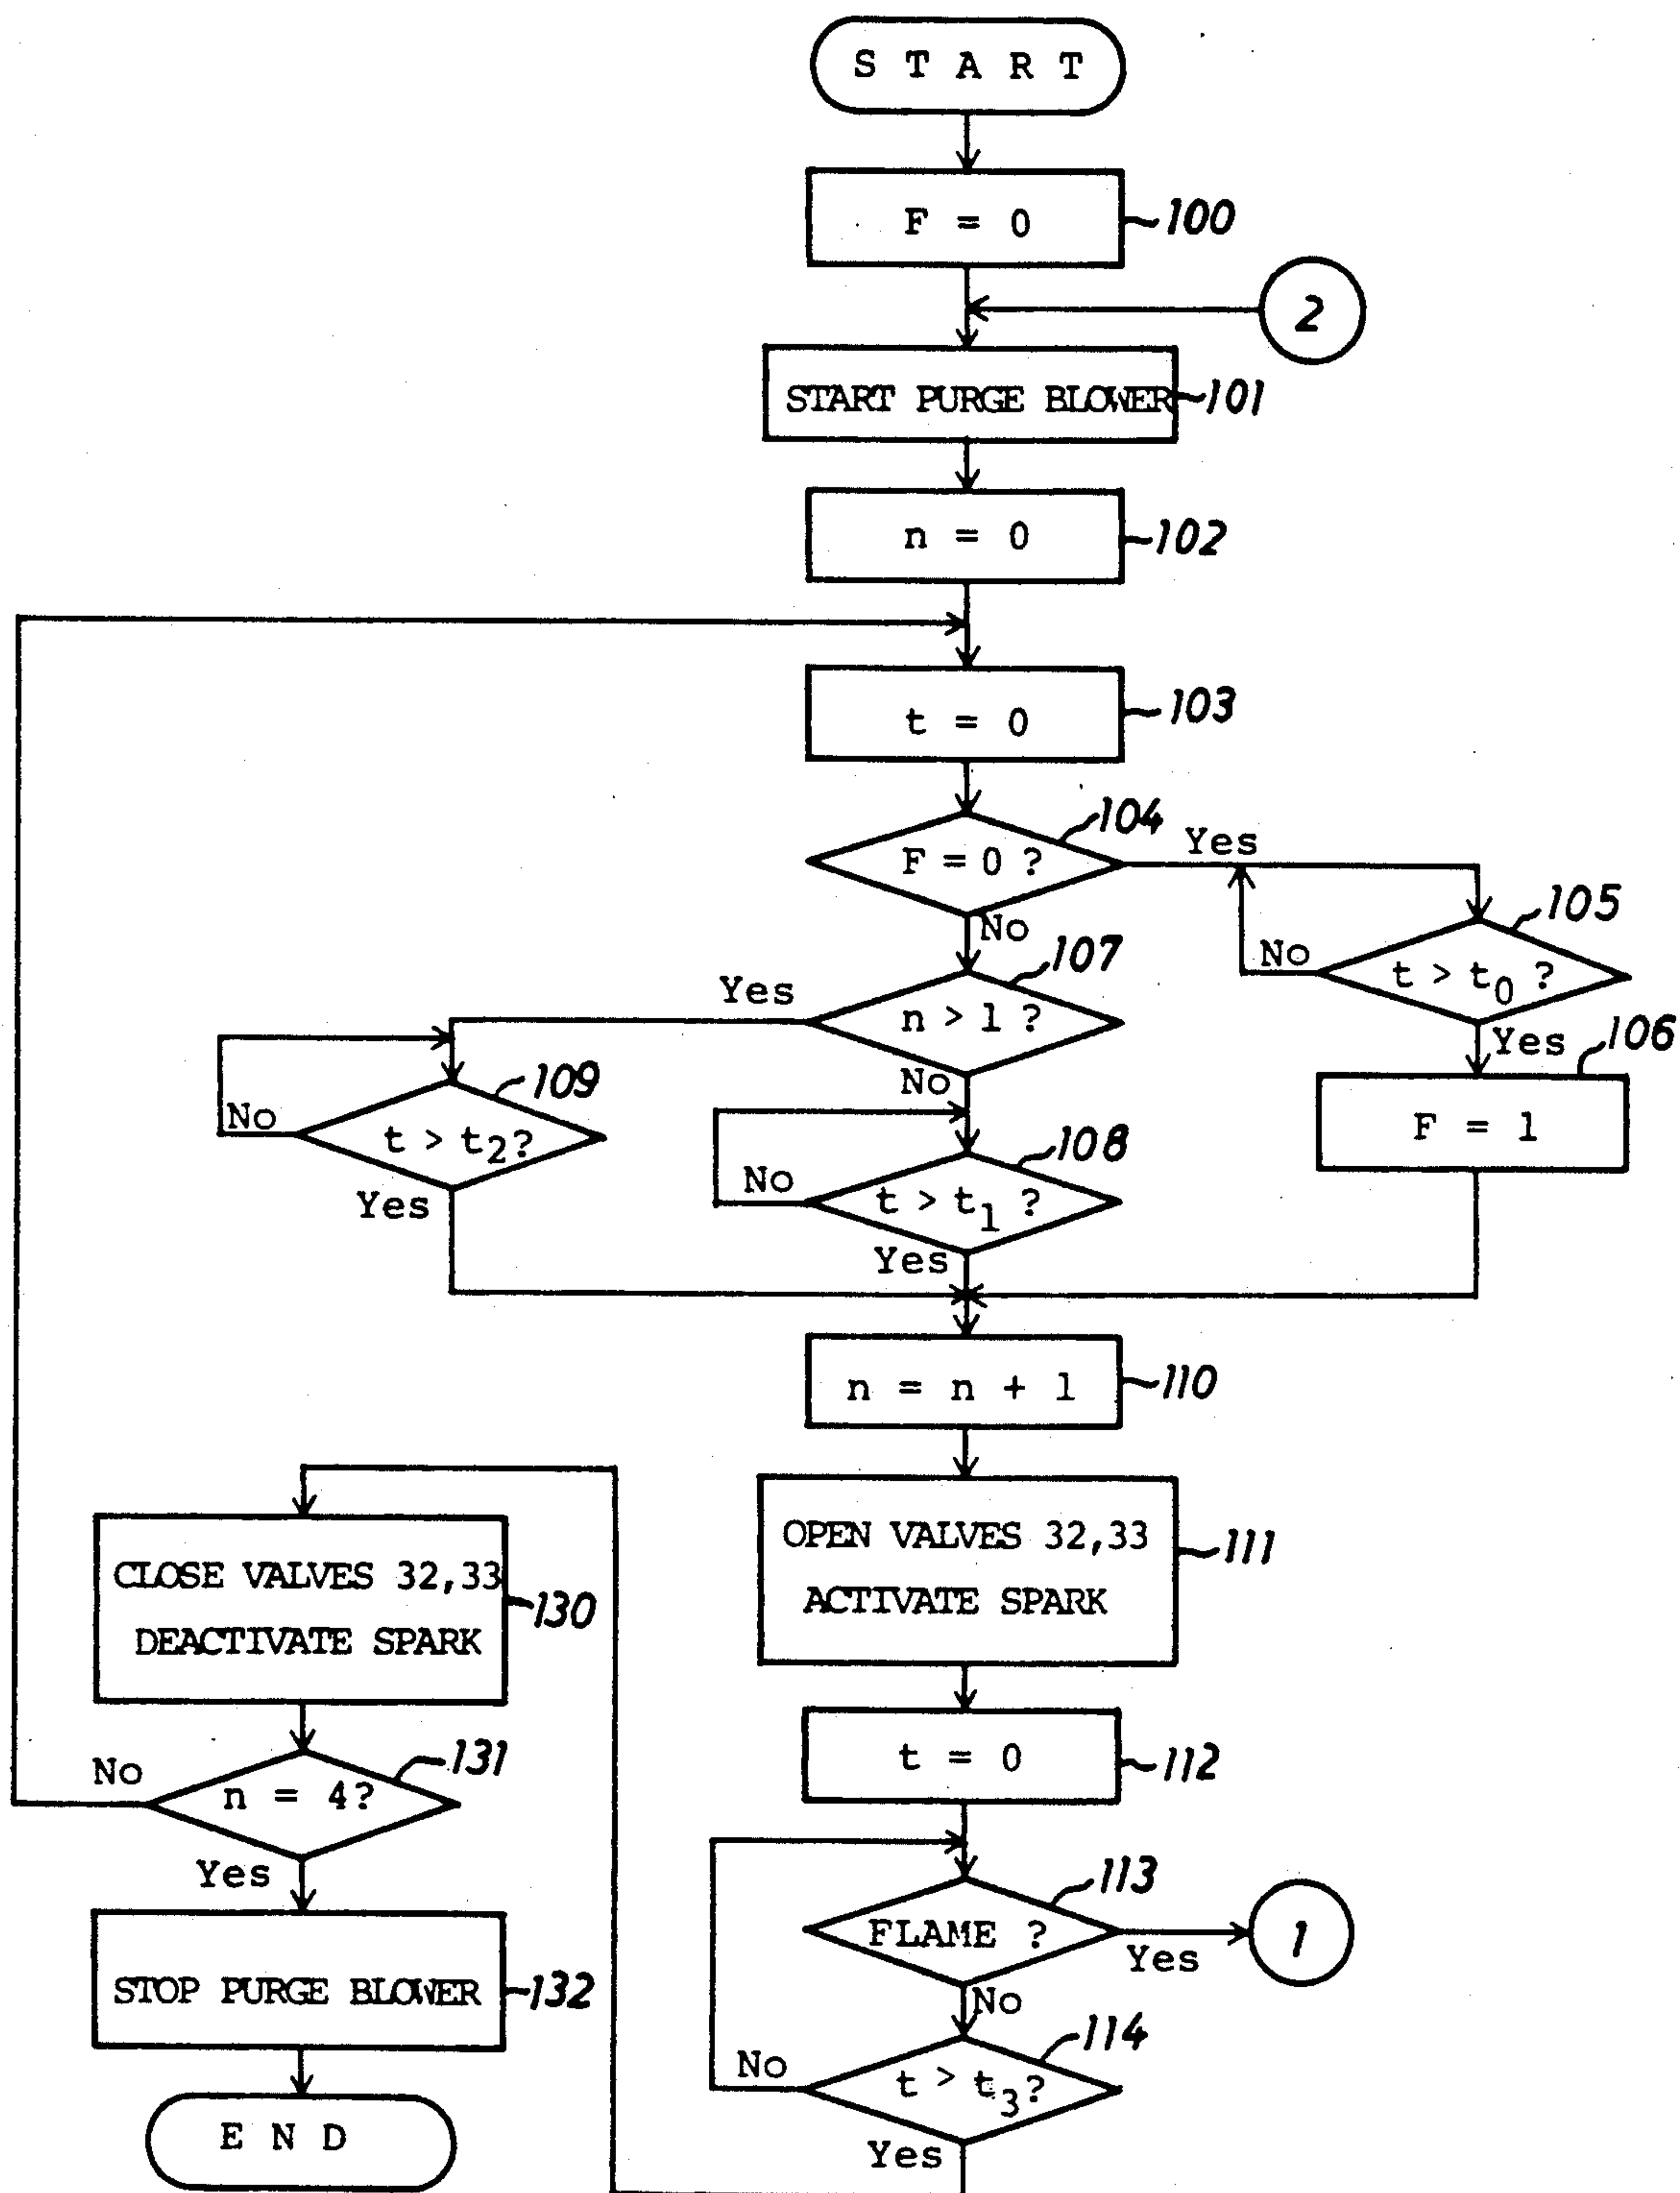 S T A R T
F = 0
100
2
START PURGE BLOWER
101
n = 0
102
t = 0
103
F = 0 ?
104
Yes
No
t > t0 ?
105
No
Yes
F = 1
106
n > 1 ?
107
Yes
No
t > t2?
109
No
Yes
t > t1 ?
108
No
Yes
n = n + 1
110
OPEN VALVES 32,33
ACTIVATE SPARK
111
t = 0
112
FLAME ?
113
Yes
1
No
t > t3?
114
No
Yes
CLOSE VALVES 32,33
DEACTIVATE SPARK
130
n = 4?
131
No
Yes
STOP PURGE BLOWER
132
E N D